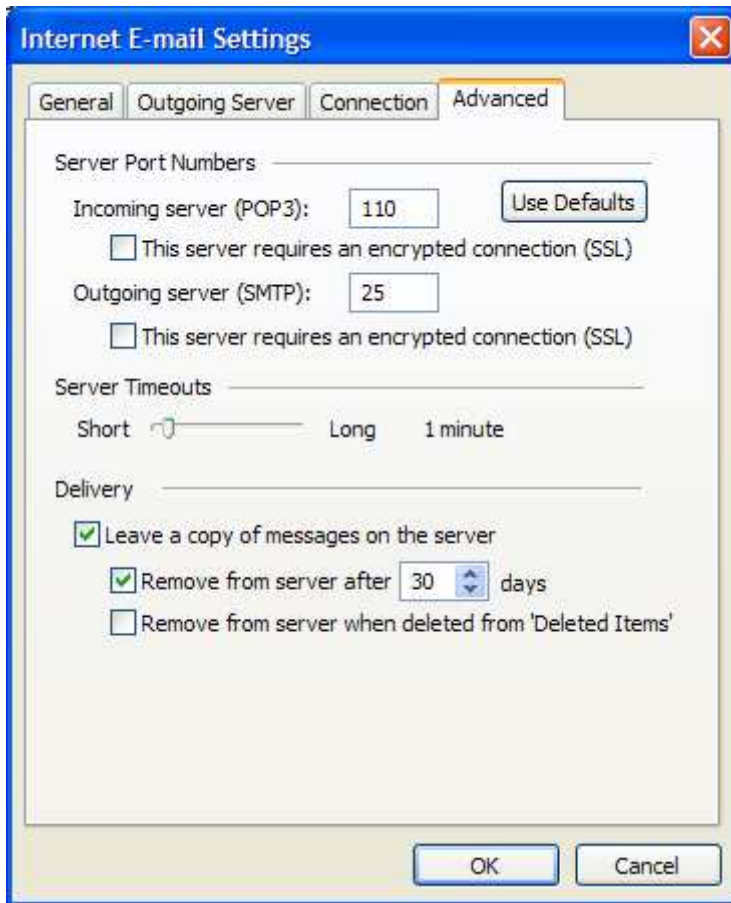 Internet E-mail Settings
General Outgoing Server Connection Advanced
Server Port Numbers
Incoming server (POP3): 110 Use Defaults
This server requires an encrypted connection (SSL)
Outgoing server (SMTP): 25
This server requires an encrypted connection (SSL)
Server Timeouts
Short Long 1 minute
Delivery
Leave a copy of messages on the server
Remove from server after 30 days
Remove from server when deleted from 'Deleted Items'
OK Cancel